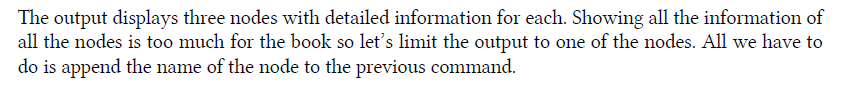 The output displays three nodes with detailed information for each. Showing all the information of
all the nodes is too much for the book so let's limit the output to one of the nodes. All we have to
do is append the name of the node to the previous command.